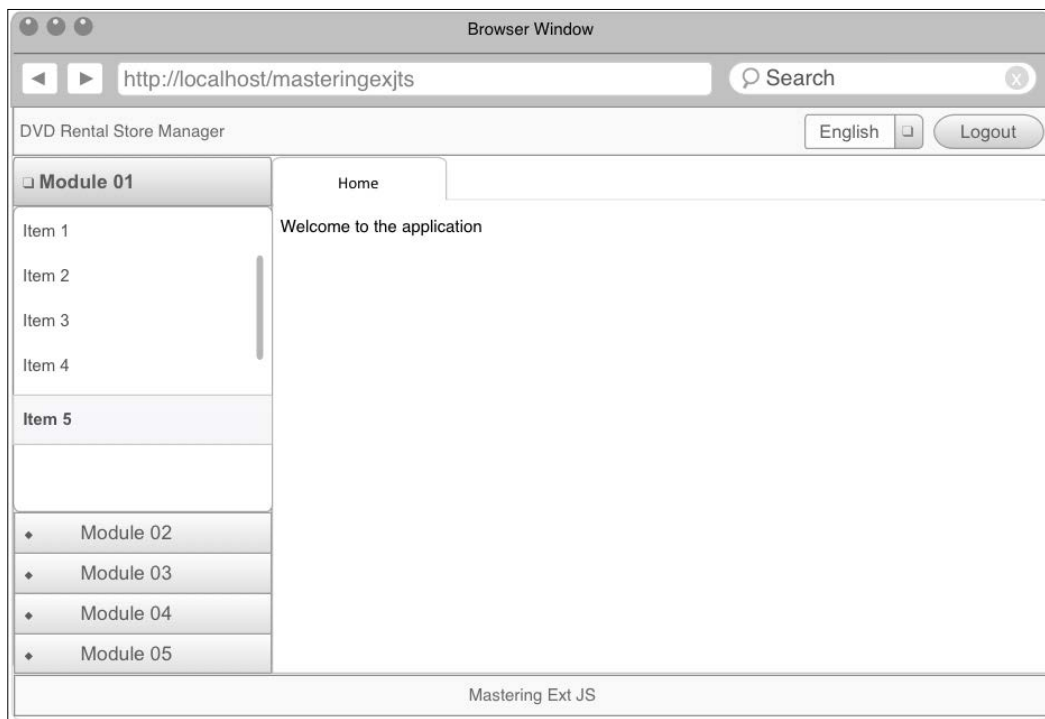 Browser Window
http://localhost/masteringexjts
Search
x
DVD Rental Store Manager
English
Logout
Module 01
Home
Item 1
Welcome to the application
Item 2
Item 3
Item 4
Item 5
Module 02
Module 03
Module 04
Module 05
Mastering Ext JS